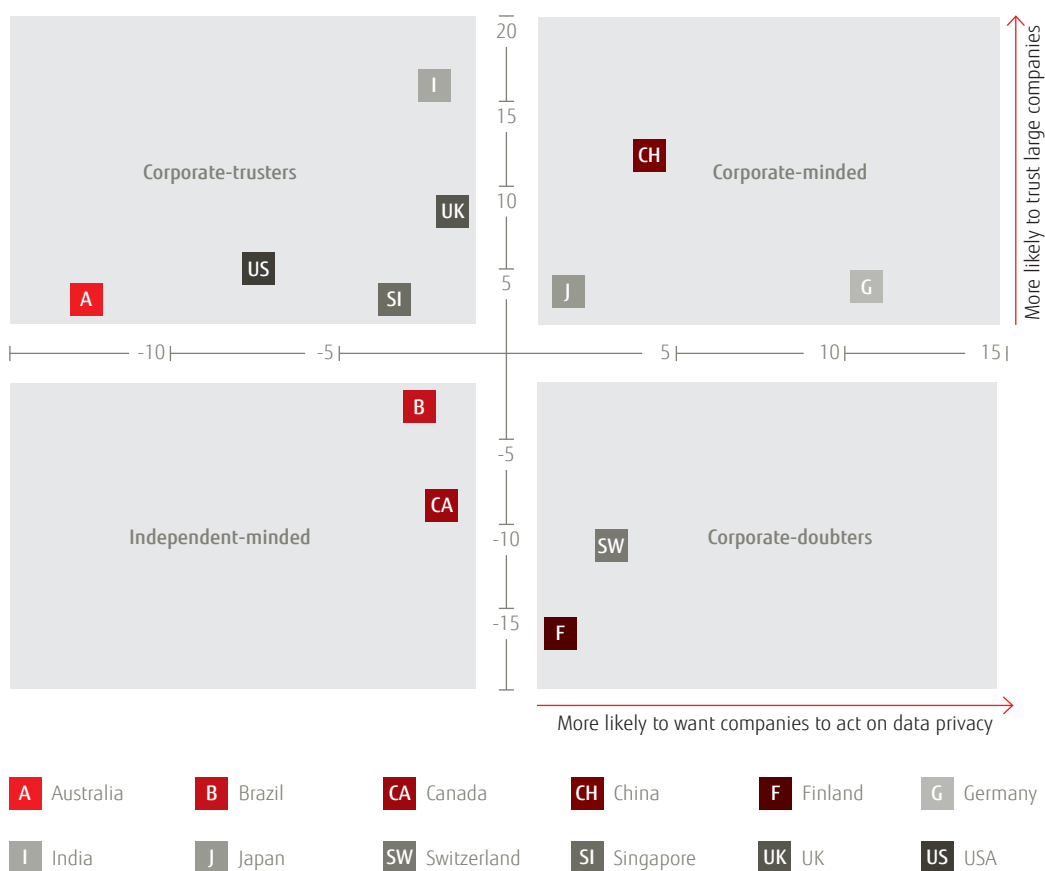 20
I
15
Corporate-trusters
CH
Corporate-minded
10
UK
US
5
A
SI
J
G
More likely to trust large companies
-10
-5
5
10
15
B
-5
CA
Independent-minded
-10
SW
Corporate-doubters
-15
F
More likely to want companies to act on data privacy
A Australia
B Brazil
CA Canada
CH China
F Finland
G Germany
I India
J Japan
SW Switzerland
SI Singapore
UK UK
US USA